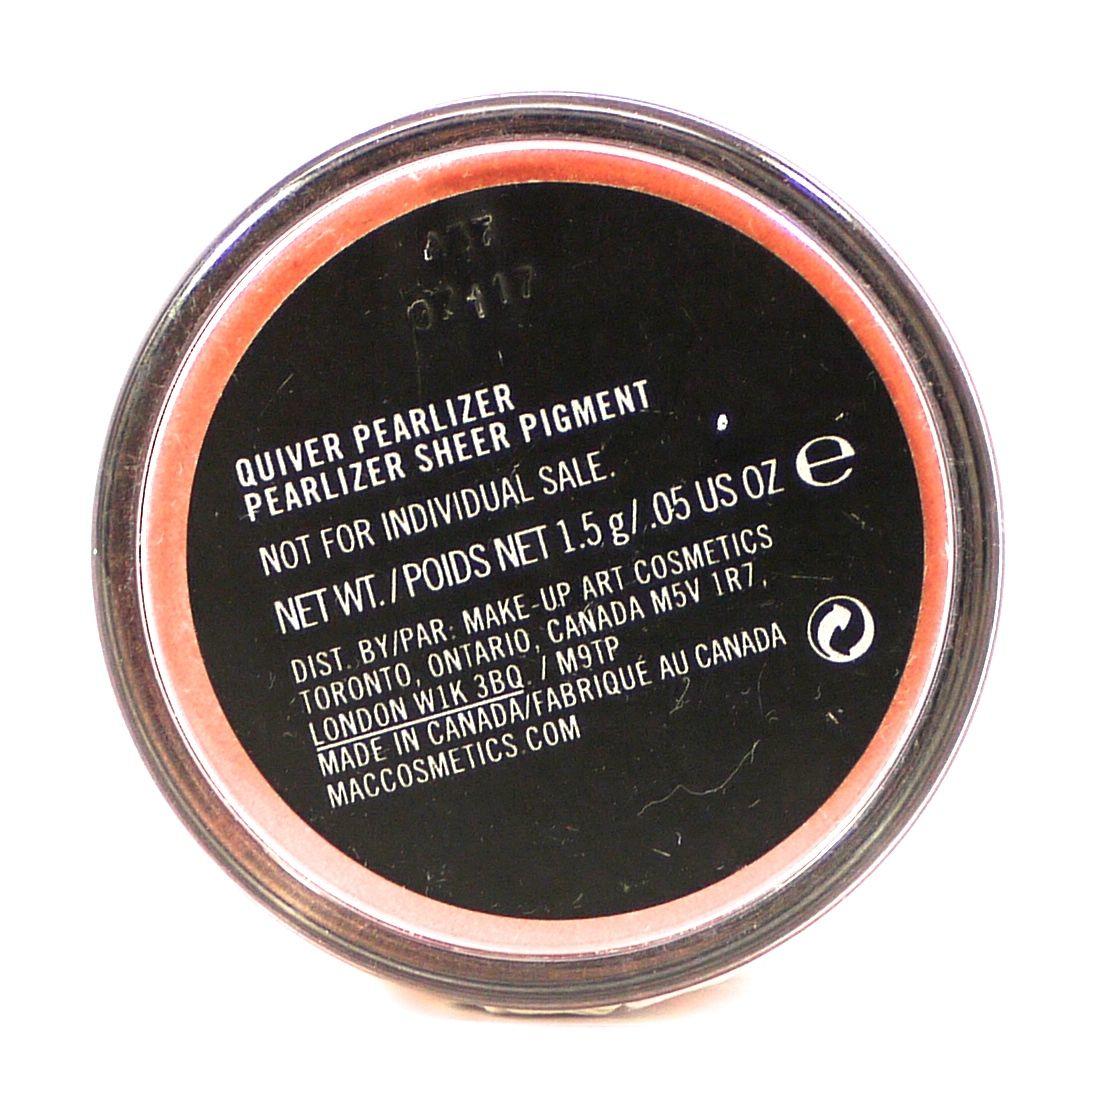 QUIVER PEARLIZER
PEARLIZER SHEER PIGMENT
NOT FOR INDIVIDUAL SALE.
NET WT./POIDS NET 1.5 g/.05 US OZ ℮
DIST. BY/PAR: MAKE-UP ART COSMETICS
TORONTO, ONTARIO, CANADA M5V 1R7,
LONDON W1K 3BQ. / M9TP
MADE IN CANADA/FABRIQUÉ AU CANADA
MACCOSMETICS.COM